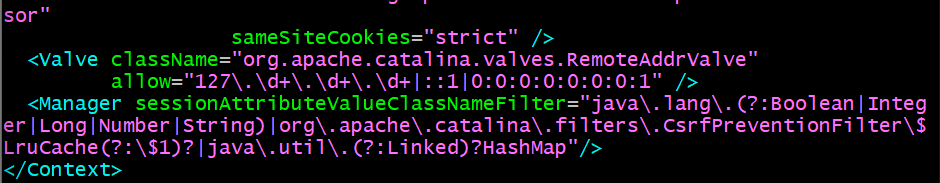 sor"
sameSiteCookies="strict" />
<Valve className="org.apache.catalina.valves.RemoteAddrValve"
allow="127\.\d+\.\d+\.\d+|::1|0:0:0:0:0:0:0:1" />
<Manager sessionAttributeValueClassNameFilter="java\.lang\.(?:Boolean|Integ
er|Long|Number|String)|org\.apache\.catalina\.filters\.CsrfPreventionFilter\$
LruCache(?:\$1)?|java\.util\.(?:Linked)?HashMap"/>
</Context>